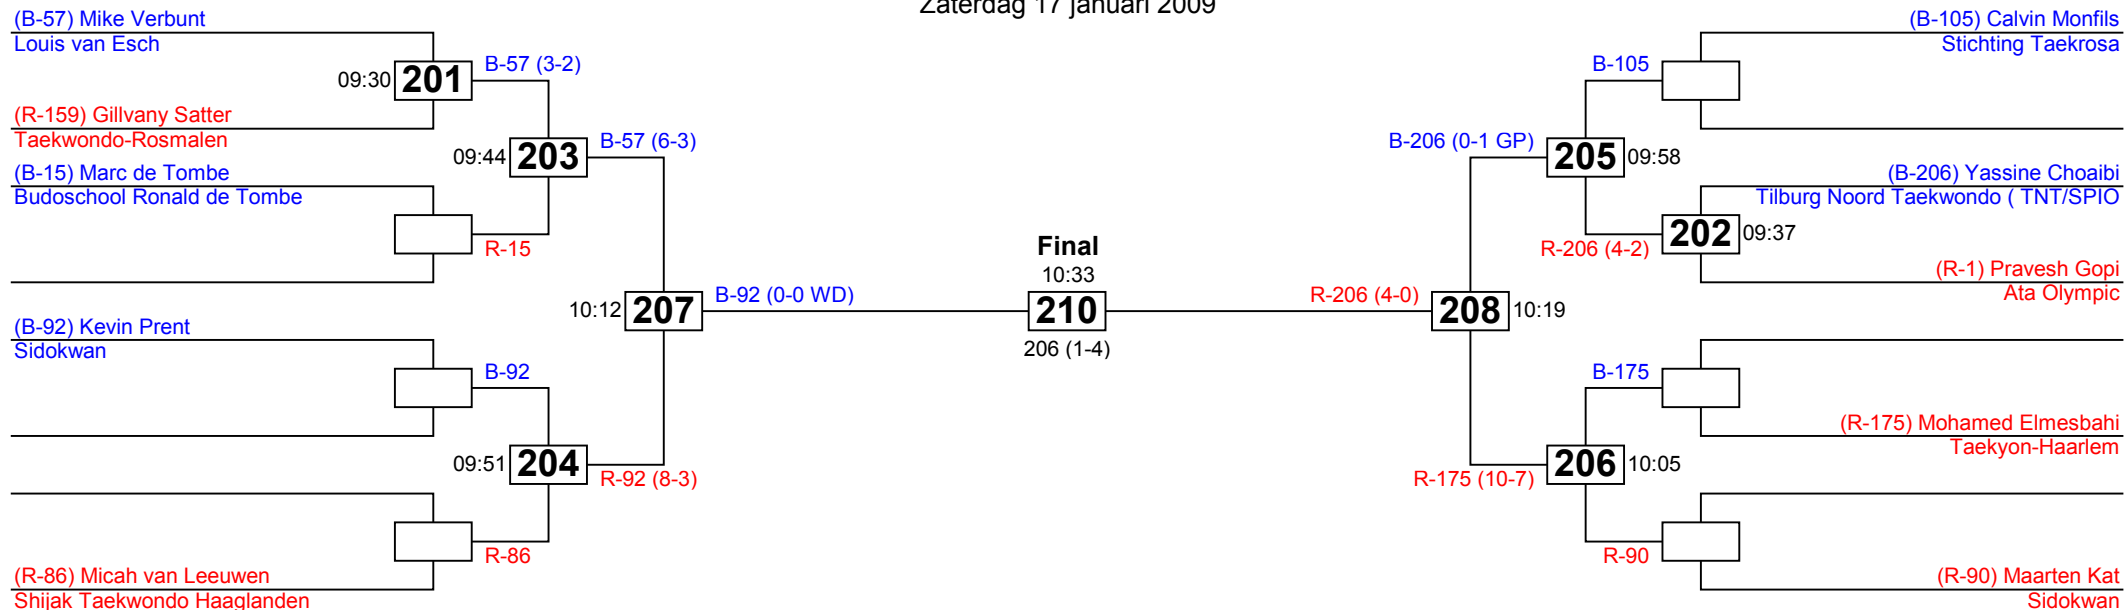 Zaterdag 17 januari 2009
(B-57) Mike Verbunt
Louis van Esch
09:30 201
B-57 (3-2)
(R-159) Gillvany Satter
Taekwondo-Rosmalen
09:44 203
B-57 (6-3)
(B-15) Marc de Tombe
Budoschool Ronald de Tombe
R-15
10:12 207
B-92 (0-0 WD)
(B-92) Kevin Prent
Sidokwan
B-92
09:51 204
R-92 (8-3)
R-86
(R-86) Micah van Leeuwen
Shijak Taekwondo Haaglanden
Final
10:33
210
206 (1-4)
(B-105) Calvin Monfils
Stichting Taekrosa
B-105
B-206 (0-1 GP)
205 09:58
(B-206) Yassine Choaibi
Tilburg Noord Taekwondo ( TNT/SPIO
202 09:37
R-206 (4-2)
(R-1) Pravesh Gopi
Ata Olympic
R-206 (4-0)
208 10:19
B-175
(R-175) Mohamed Elmesbahi
Taekyon-Haarlem
206 10:05
R-175 (10-7)
R-90
(R-90) Maarten Kat
Sidokwan